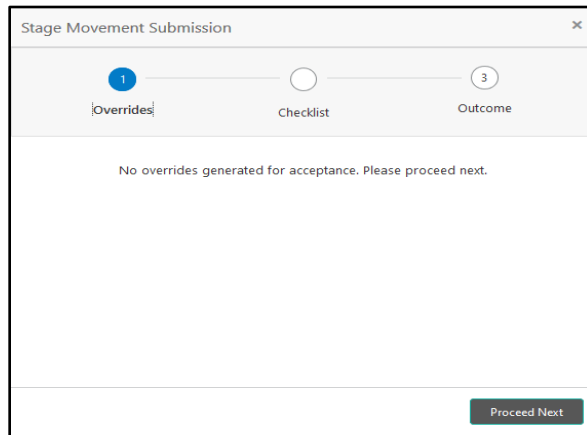 Stage Movement Submission ×
1
3
Overrides
Checklist
Outcome
No overrides generated for acceptance. Please proceed next.
Proceed Next